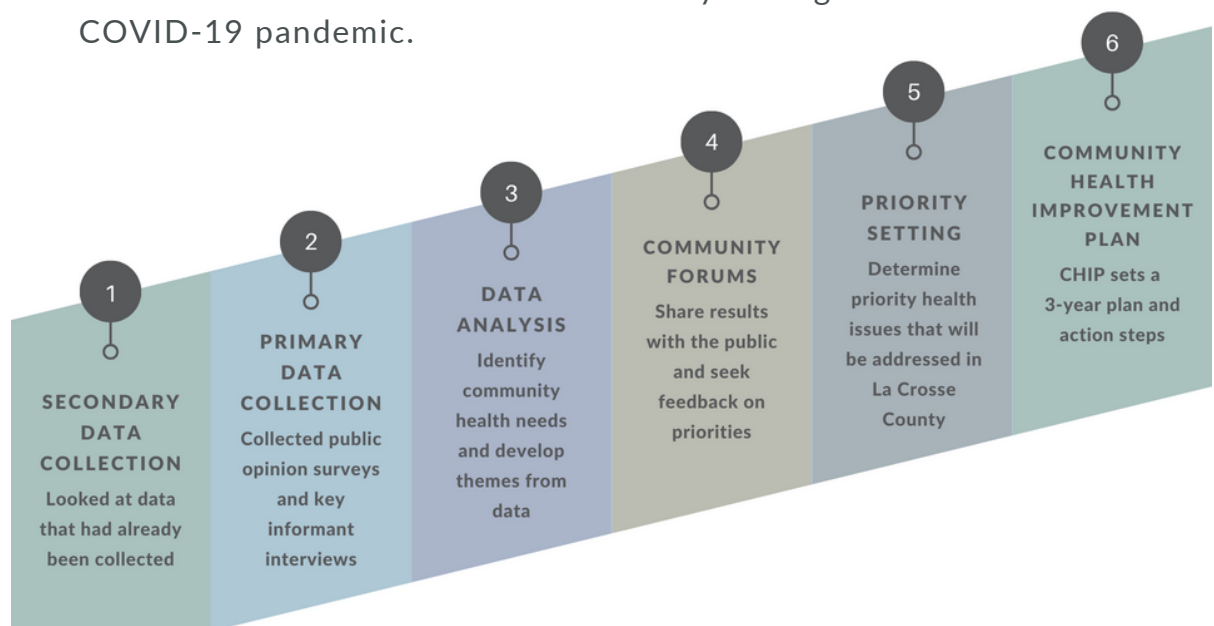 COVID-19 pandemic.
1
SECONDARY
DATA
COLLECTION
Looked at data
that had already
been collected
2
PRIMARY
DATA
COLLECTION
Collected public
opinion surveys
and key
informant
interviews
3
DATA
ANALYSIS
Identify
community
health needs
and develop
themes from
data
4
COMMUNITY
FORUMS
Share results
with the public
and seek
feedback on
priorities
5
PRIORITY
SETTING
Determine
priority health
issues that will
be addressed in
La Crosse
County
6
COMMUNITY
HEALTH
IMPROVEMENT
PLAN
CHIP sets a
3-year plan and
action steps